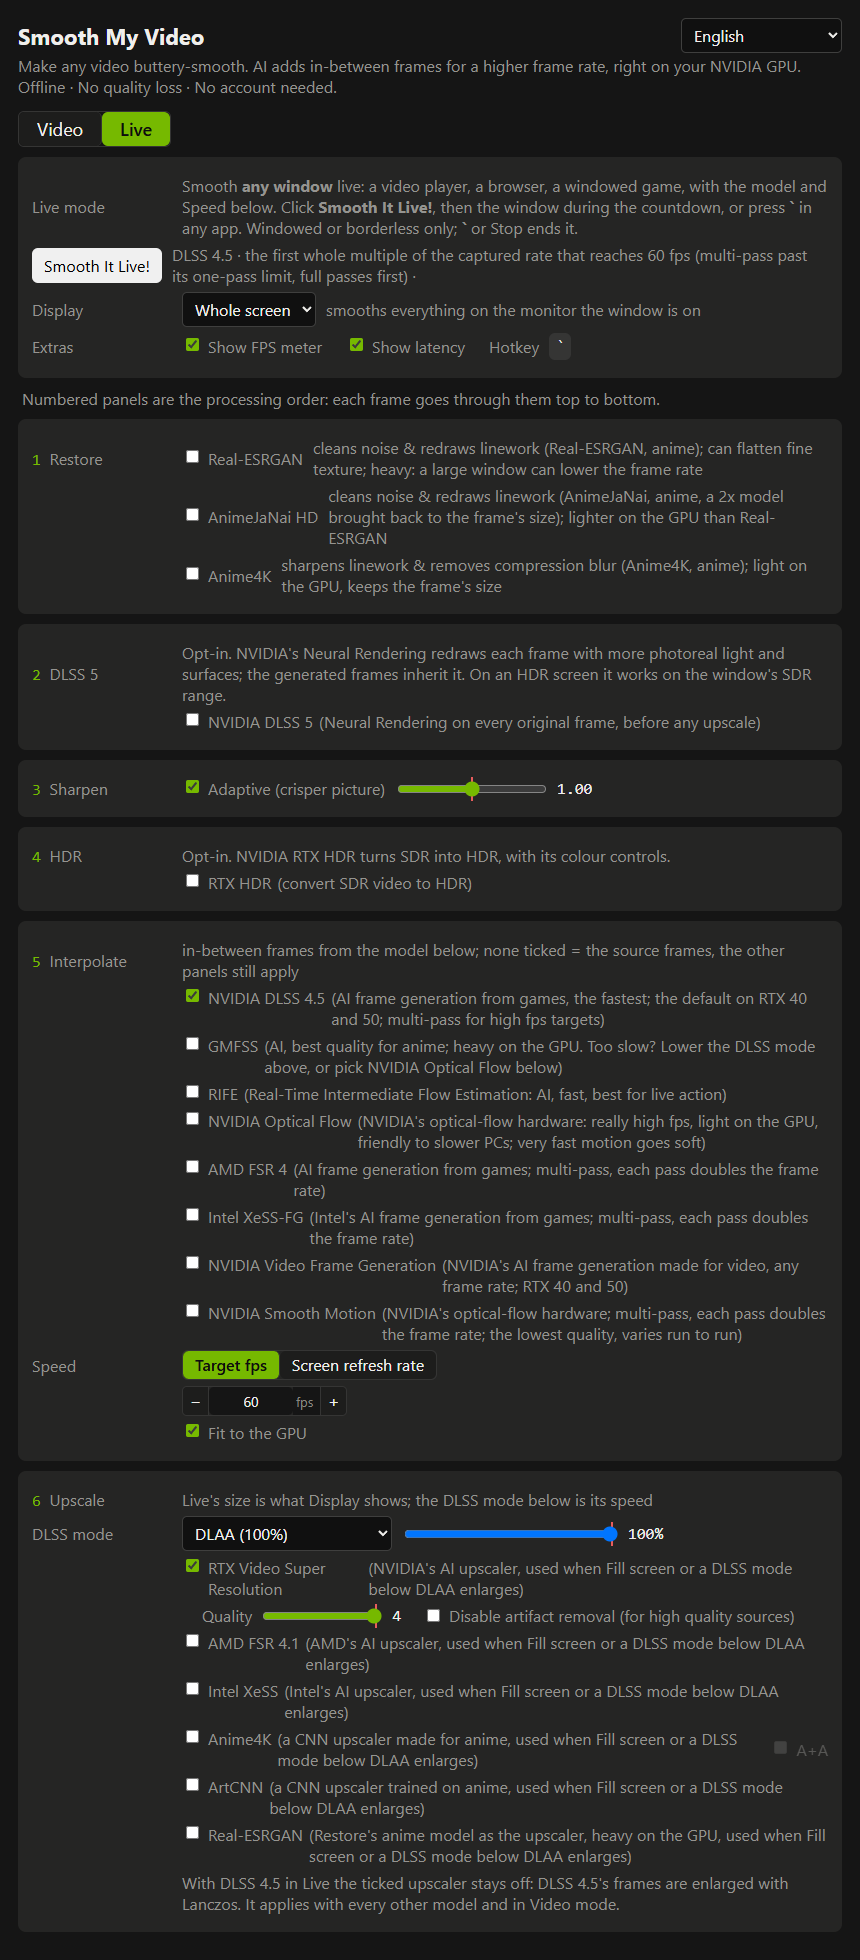 Smooth My Video
English
Make any video buttery-smooth. AI adds in-between frames for a higher frame rate, right on your NVIDIA GPU.
Offline · No quality loss · No account needed.
Video
Live
Live mode
Smooth any window live: a video player, a browser, a windowed game, with the model and
Speed below. Click Smooth It Live!, then the window during the countdown, or press ` in
any app. Windowed or borderless only; ` or Stop ends it.
Smooth It Live!
DLSS 4.5 · the first whole multiple of the captured rate that reaches 60 fps (multi-pass past
its one-pass limit, full passes first) ·
Display
Whole screen
smooths everything on the monitor the window is on
Extras
Show FPS meter
Show latency
Hotkey `
Numbered panels are the processing order: each frame goes through them top to bottom.
1 Restore
Real-ESRGAN
cleans noise & redraws linework (Real-ESRGAN, anime); can flatten fine
texture; heavy: a large window can lower the frame rate
AnimeJaNai HD
cleans noise & redraws linework (AnimeJaNai, anime, a 2x model
brought back to the frame's size); lighter on the GPU than Real-
ESRGAN
Anime4K
sharpens linework & removes compression blur (Anime4K, anime); light on
the GPU, keeps the frame's size
2 DLSS 5
Opt-in. NVIDIA's Neural Rendering redraws each frame with more photoreal light and
surfaces; the generated frames inherit it. On an HDR screen it works on the window's SDR
range.
NVIDIA DLSS 5 (Neural Rendering on every original frame, before any upscale)
3 Sharpen
Adaptive (crisper picture)
1.00
4 HDR
Opt-in. NVIDIA RTX HDR turns SDR into HDR, with its colour controls.
RTX HDR (convert SDR video to HDR)
5 Interpolate
in-between frames from the model below; none ticked = the source frames, the other
panels still apply
NVIDIA DLSS 4.5 (AI frame generation from games, the fastest; the default on RTX 40
and 50; multi-pass for high fps targets)
GMFSS (AI, best quality for anime; heavy on the GPU. Too slow? Lower the DLSS mode
above, or pick NVIDIA Optical Flow below)
RIFE (Real-Time Intermediate Flow Estimation: AI, fast, best for live action)
NVIDIA Optical Flow (NVIDIA's optical-flow hardware: really high fps, light on the GPU,
friendly to slower PCs; very fast motion goes soft)
AMD FSR 4 (AI frame generation from games; multi-pass, each pass doubles the frame
rate)
Intel XeSS-FG (Intel's AI frame generation from games; multi-pass, each pass doubles
the frame rate)
NVIDIA Video Frame Generation (NVIDIA's AI frame generation made for video, any
frame rate; RTX 40 and 50)
NVIDIA Smooth Motion (NVIDIA's optical-flow hardware; multi-pass, each pass doubles
the frame rate; the lowest quality, varies run to run)
Speed
Target fps
Screen refresh rate
− 60 fps +
Fit to the GPU
6 Upscale
Live's size is what Display shows; the DLSS mode below is its speed
DLSS mode
DLAA (100%)
100%
RTX Video Super
Resolution
(NVIDIA's AI upscaler, used when Fill screen or a DLSS mode
below DLAA enlarges)
Quality
4
Disable artifact removal (for high quality sources)
AMD FSR 4.1 (AMD's AI upscaler, used when Fill screen or a DLSS mode below DLAA
enlarges)
Intel XeSS (Intel's AI upscaler, used when Fill screen or a DLSS mode below DLAA
enlarges)
Anime4K (a CNN upscaler made for anime, used when Fill screen or a DLSS
mode below DLAA enlarges)
A+A
ArtCNN (a CNN upscaler trained on anime, used when Fill screen or a DLSS mode
below DLAA enlarges)
Real-ESRGAN (Restore's anime model as the upscaler, heavy on the GPU, used when Fill
screen or a DLSS mode below DLAA enlarges)
With DLSS 4.5 in Live the ticked upscaler stays off: DLSS 4.5's frames are enlarged with
Lanczos. It applies with every other model and in Video mode.